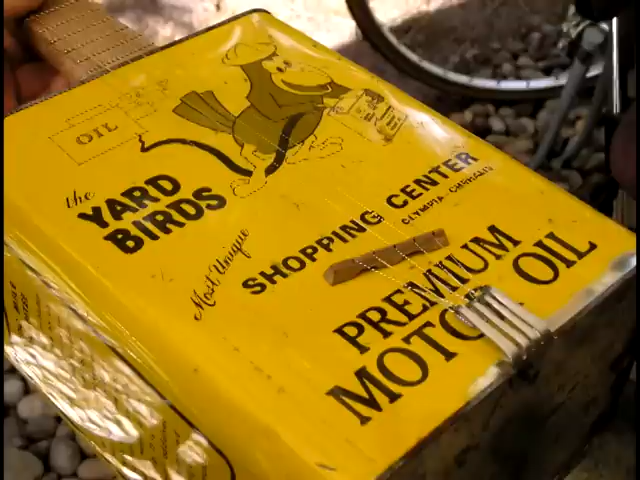 OIL
the
YARD
BIRDS
Most Unique
SHOPPING CENTER
OLYMPIA - CHEHALIS
PREMIUM
MOTOR OIL